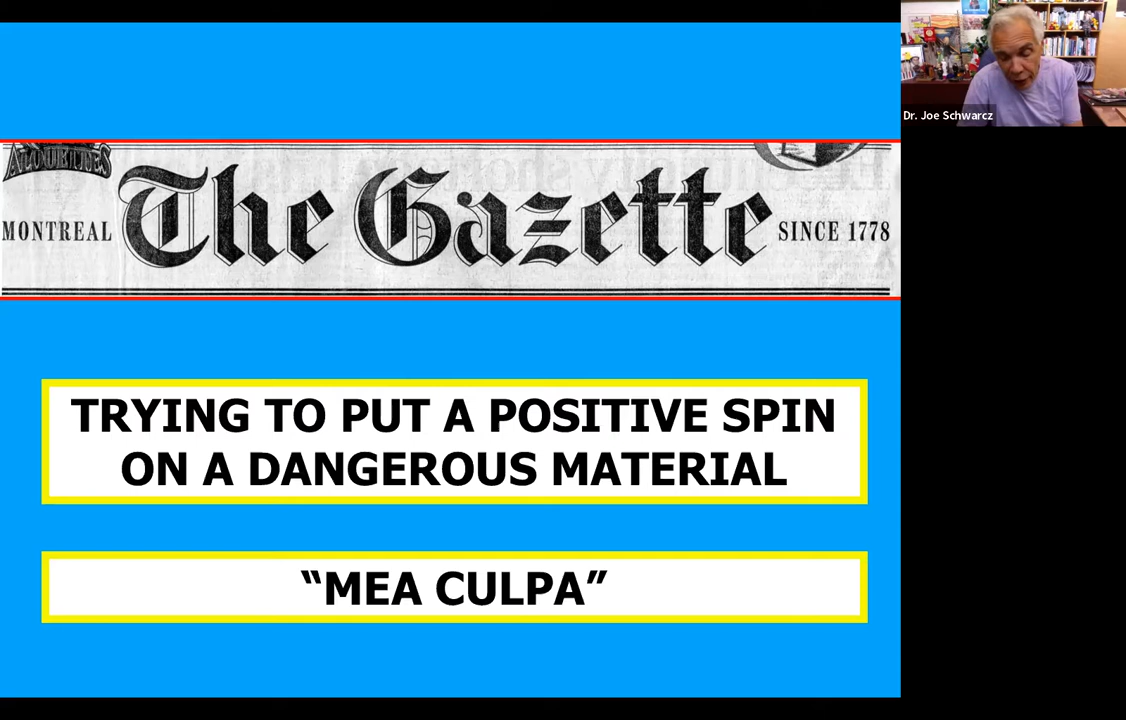 MONTREAL The Gazette SINCE 1778
TRYING TO PUT A POSITIVE SPIN
ON A DANGEROUS MATERIAL
“MEA CULPA”
Dr. Joe Schwarcz